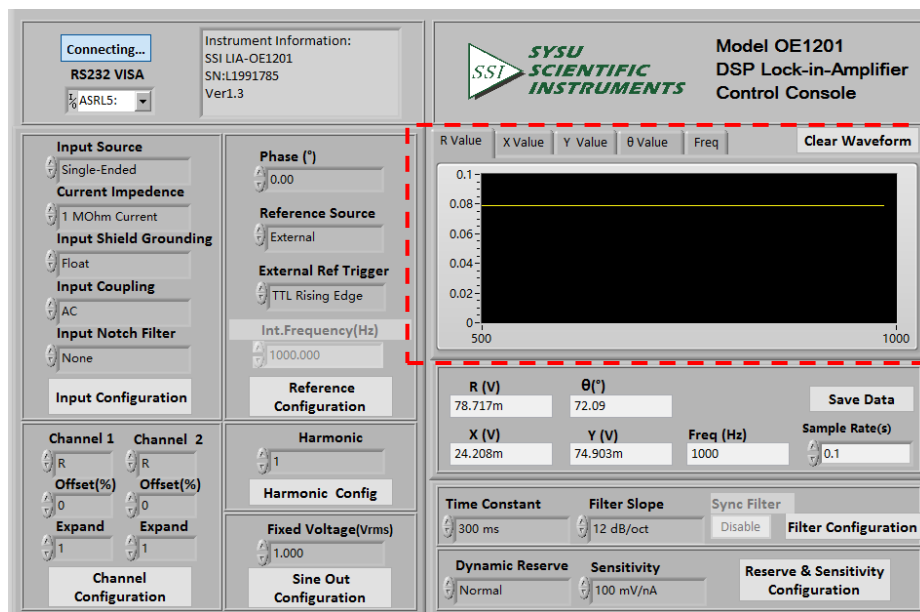 Connecting...
RS232 VISA
I/O ASRL5:
Instrument Information:
SSI LIA-OE1201
SN:L1991785
Ver1.3
SSI
SYSU
SCIENTIFIC
INSTRUMENTS
Model OE1201
DSP Lock-in-Amplifier
Control Console
Input Source
Single-Ended
Current Impedence
1 MOhm Current
Input Shield Grounding
Float
Input Coupling
AC
Input Notch Filter
None
Input Configuration
Phase (°)
0.00
Reference Source
External
External Ref Trigger
TTL Rising Edge
Int.Frequency(Hz)
1000.000
Reference
Configuration
R Value X Value Y Value θ Value Freq Clear Waveform
0.1
0.08
0.06
0.04
0.02
0
500 1000
R (V) θ(°)
78.717m 72.09 Save Data
X (V) Y (V) Freq (Hz) Sample Rate(s)
24.208m 74.903m 1000 0.1
Channel 1 Channel 2
R R
Offset(%) Offset(%)
0 0
Expand Expand
1 1
Channel
Configuration
Harmonic
1
Harmonic Config
Fixed Voltage(Vrms)
1.000
Sine Out
Configuration
Time Constant Filter Slope Sync Filter
300 ms 12 dB/oct Disable Filter Configuration
Dynamic Reserve Sensitivity
Normal 100 mV/nA
Reserve & Sensitivity
Configuration